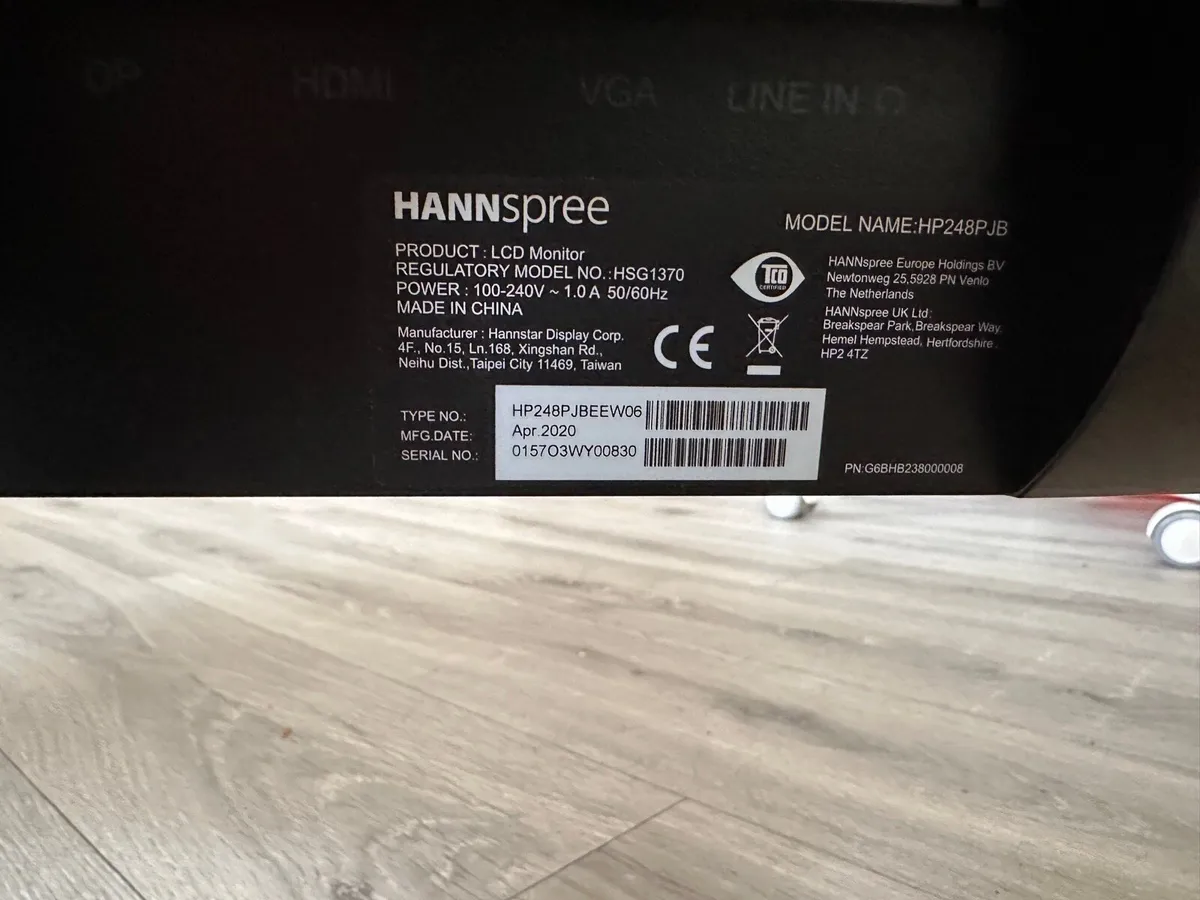 DP HDMI VGA LINE IN
HANNspree
MODEL NAME:HP248PJB
PRODUCT : LCD Monitor
REGULATORY MODEL NO.:HSG1370
POWER : 100-240V ~ 1.0 A 50/60Hz
MADE IN CHINA
Manufacturer : Hannstar Display Corp.
4F., No.15, Ln.168, Xingshan Rd.,
Neihu Dist.,Taipei City 11469, Taiwan
TCO
CERTIFIED
CE
HANNspree Europe Holdings BV
Newtonweg 25,5928 PN Venlo
The Netherlands
HANNspree UK Ltd:
Breakspear Park,Breakspear Way,
Hemel Hempstead, Hertfordshire.
HP2 4TZ
TYPE NO.: HP248PJBEEW06
MFG.DATE: Apr.2020
SERIAL NO.: 0157O3WY00830
PN:G6BHB238000008